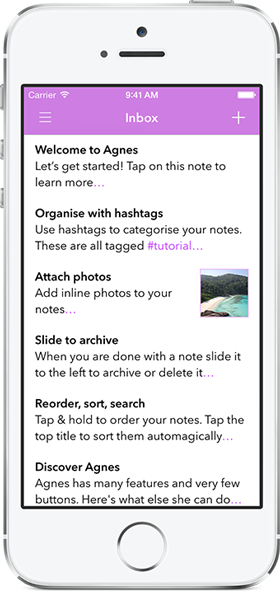 Carrier 9:41 AM
Inbox
Welcome to Agnes
Let's get started! Tap on this note to
learn more…
Organise with hashtags
Use hashtags to categorise your notes.
These are all tagged #tutorial…
Attach photos
Add inline photos to your
notes…
Slide to archive
When you are done with a note slide it
to the left to archive or delete it…
Reorder, sort, search
Tap & hold to order your notes. Tap the
top title to sort them automagically…
Discover Agnes
Agnes has many features and very few
buttons. Here's what else she can do…